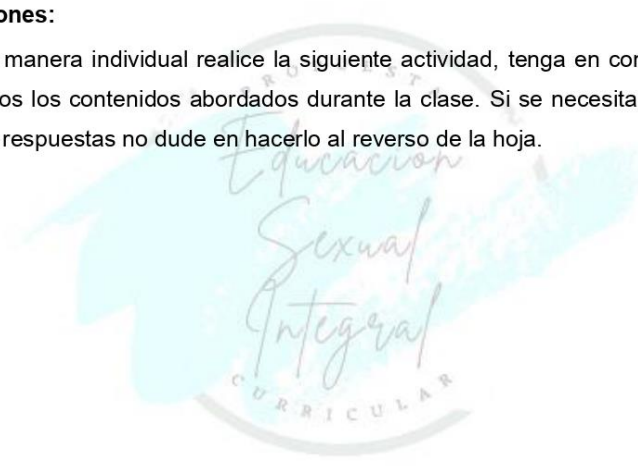 ones:
manera individual realice la siguiente actividad, tenga en con
os los contenidos abordados durante la clase. Si se necesita
respuestas no dude en hacerlo al reverso de la hoja.
PROPUESTA
Educación
Sexual
Integral
CURRICULAR